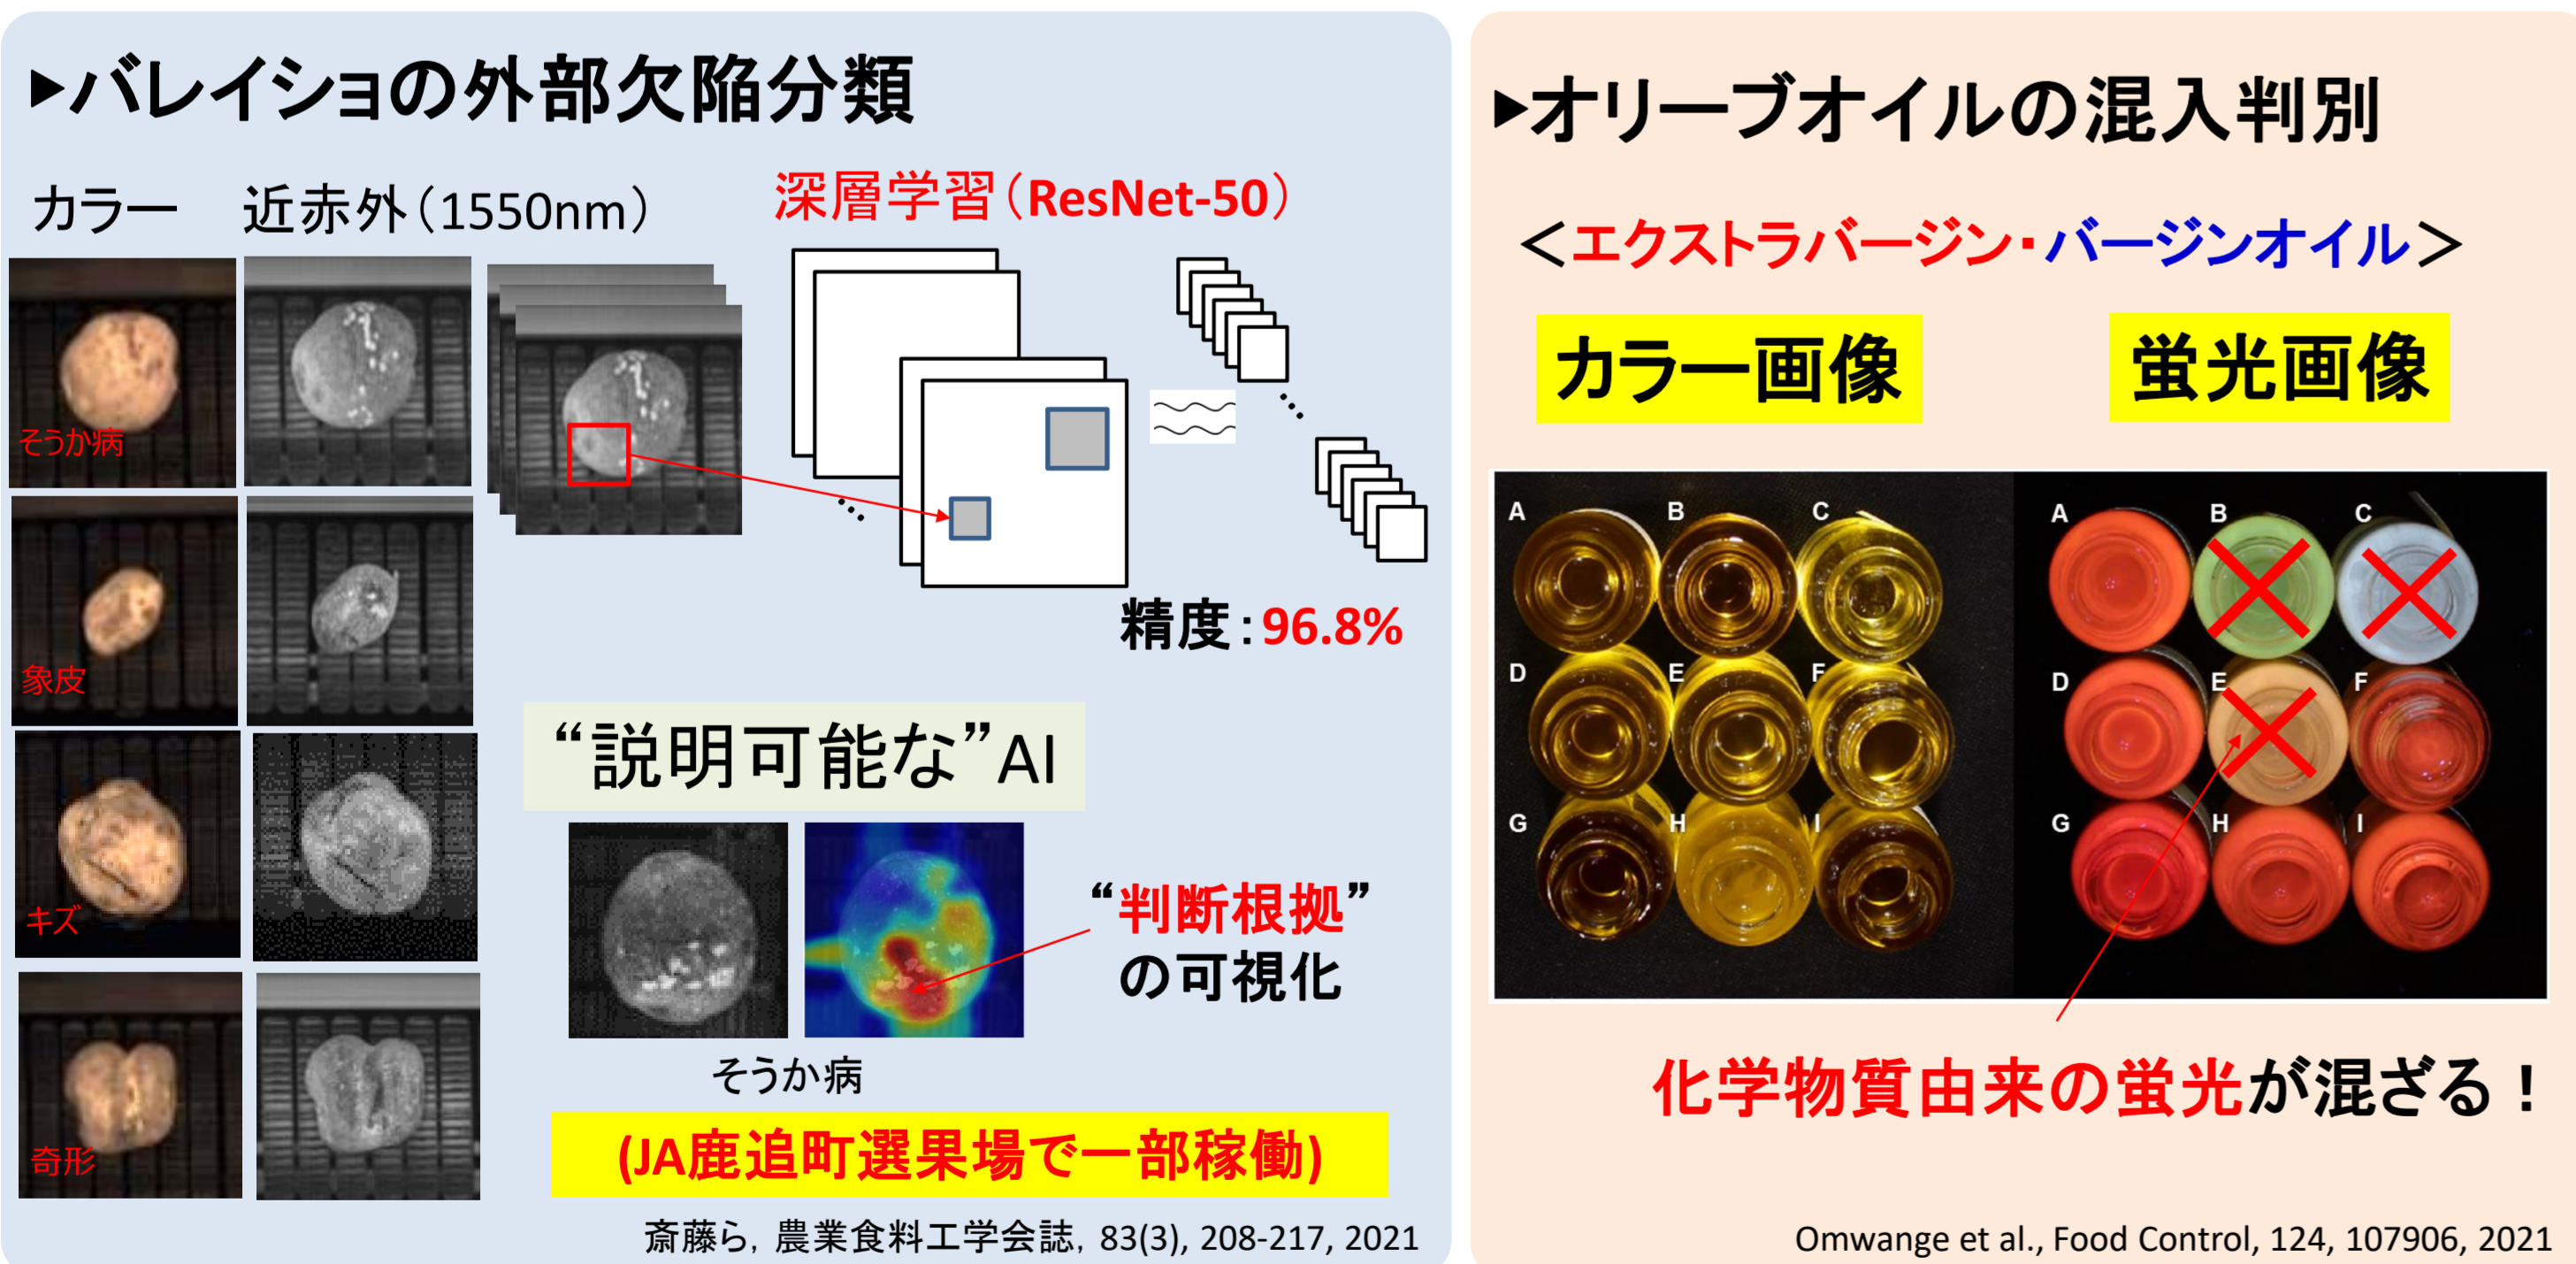 ▶バレイショの外部欠陥分類
カラー 近赤外（1550nm）
深層学習（ResNet-50）
そうか病
象皮
キズ
奇形
精度：96.8%
“説明可能な”AI
“判断根拠”
の可視化
そうか病
(JA鹿追町選果場で一部稼働)
斎藤ら，農業食料工学会誌，83(3), 208-217, 2021
▶オリーブオイルの混入判別
＜エクストラバージン・バージンオイル＞
カラー画像 蛍光画像
A B C
D E F
G H I
A B C
D E F
G H I
化学物質由来の蛍光が混ざる！
Omwange et al., Food Control, 124, 107906, 2021